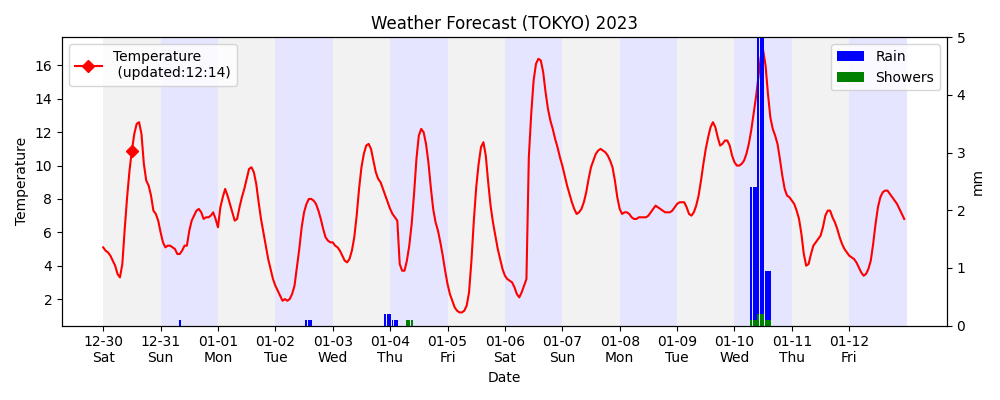 Weather Forecast (TOKYO) 2023
Temperature
(updated:12:14)
Rain
Showers
Temperature
16
14
12
10
8
6
4
2
5
4
3
2
1
0
mm
12-30 12-31 01-01 01-02 01-03 01-04 01-05 01-06 01-07 01-08 01-09 01-10 01-11 01-12
Sat Sun Mon Tue Wed Thu Fri Sat Sun Mon Tue Wed Thu Fri
Date